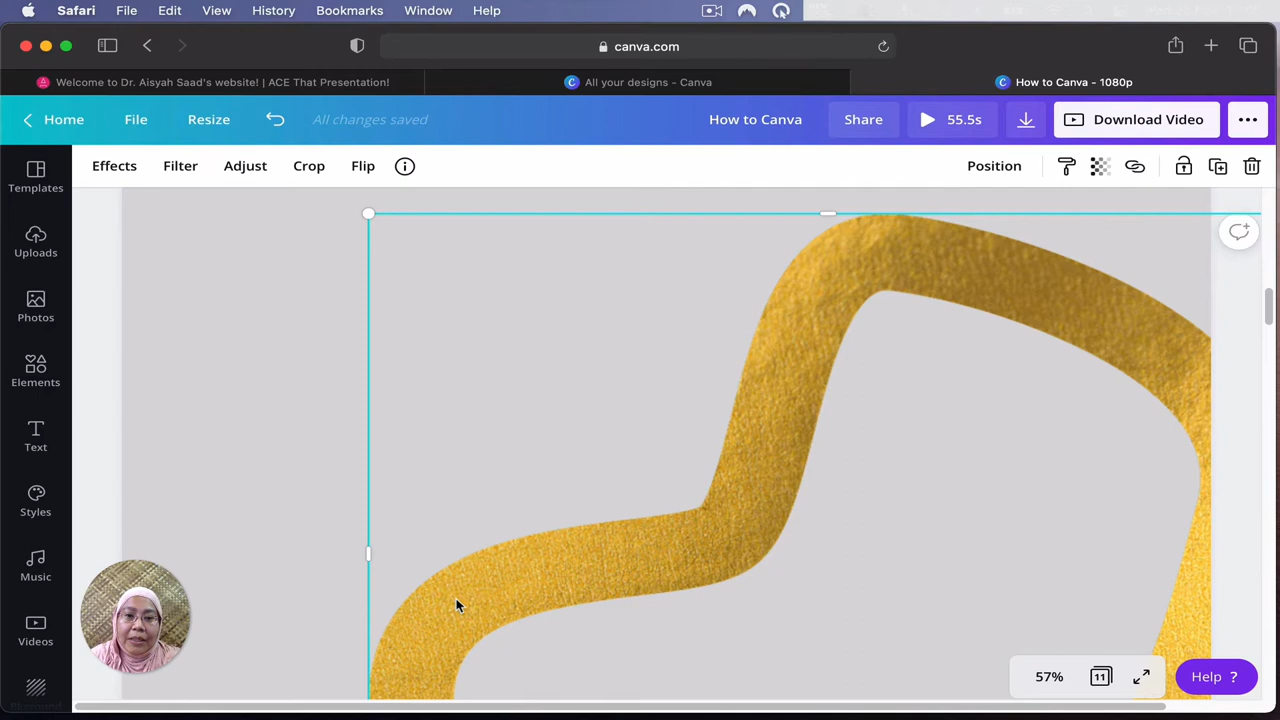 Safari File Edit View History Bookmarks Window Help
canva.com
Welcome to Dr. Aisyah Saad's website! | ACE That Presentation!
All your designs – Canva
How to Canva - 1080p
Home File Resize All changes saved How to Canva Share 55.5s Download Video
Effects Filter Adjust Crop Flip Position
Templates
Uploads
Photos
Elements
Text
Styles
Music
Videos
57% 11 Help ?